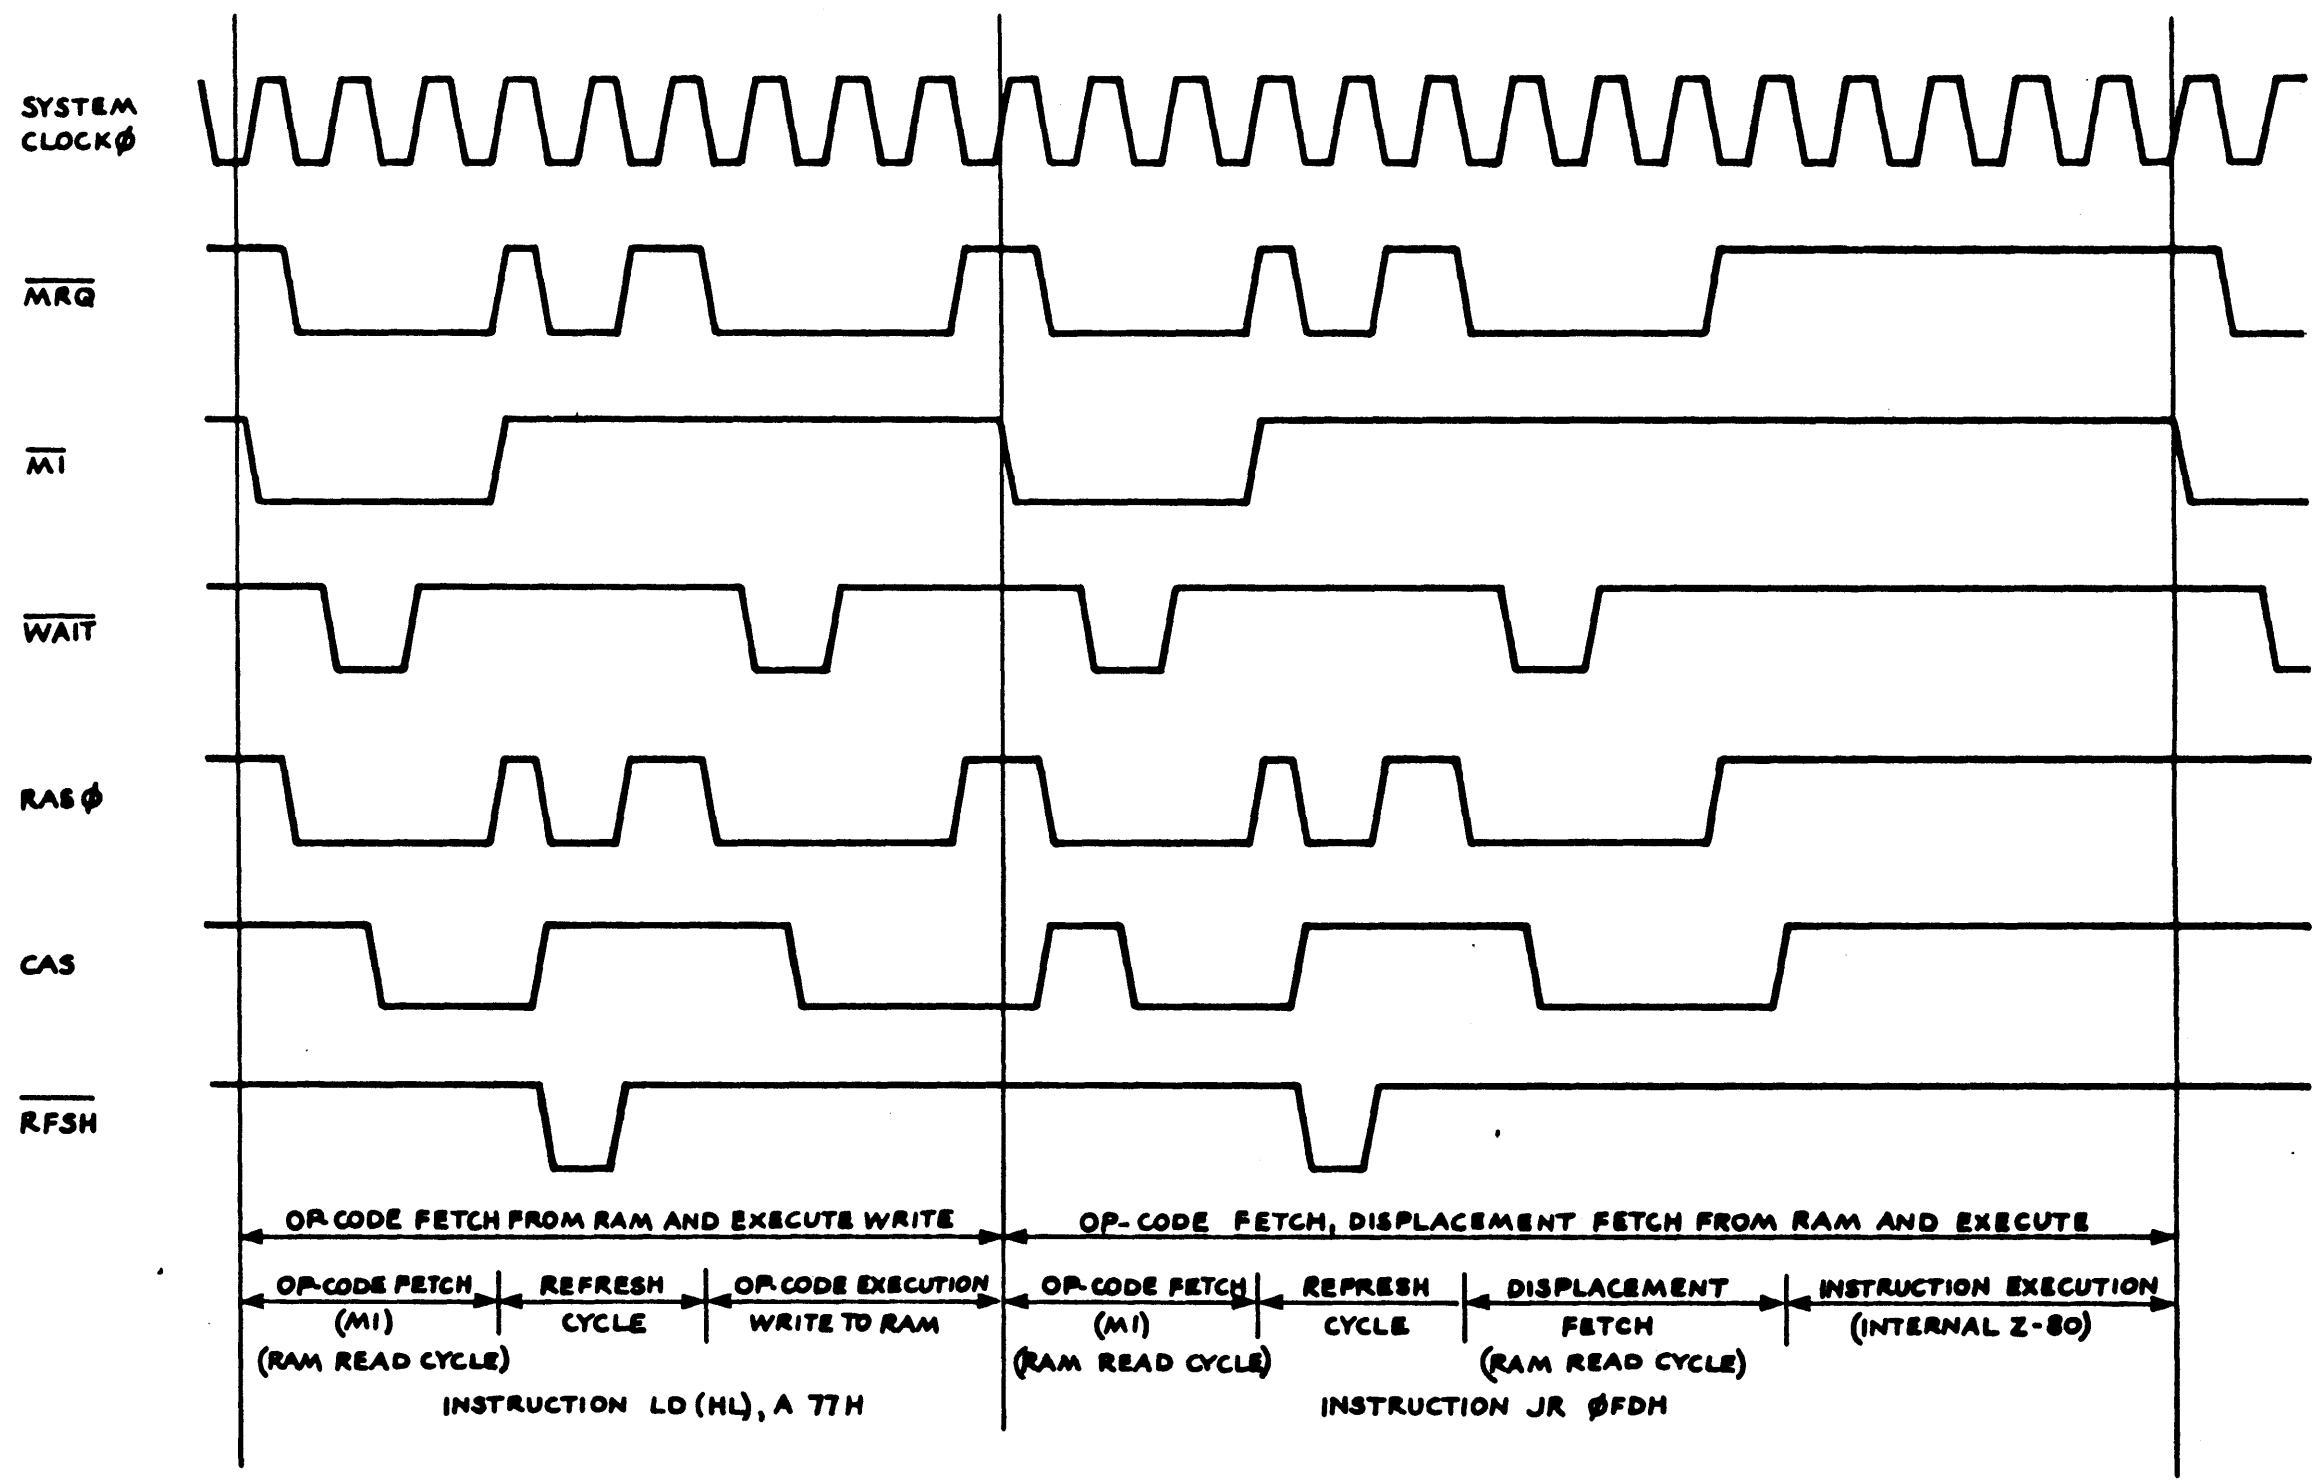 SYSTEM
CLOCKϕ
MRQ
M1
WAIT
RASϕ
CAS
RFSH
OP-CODE FETCH FROM RAM AND EXECUTE WRITE
OP-CODE FETCH, DISPLACEMENT FETCH FROM RAM AND EXECUTE
OP-CODE FETCH
(M1)
(RAM READ CYCLE)
REFRESH
CYCLE
OP-CODE EXECUTION
WRITE TO RAM
OP-CODE FETCH
(M1)
(RAM READ CYCLE)
REFRESH
CYCLE
DISPLACEMENT
FETCH
(RAM READ CYCLE)
INSTRUCTION EXECUTION
(INTERNAL Z-80)
INSTRUCTION LD (HL), A 77H
INSTRUCTION JR ØFDH